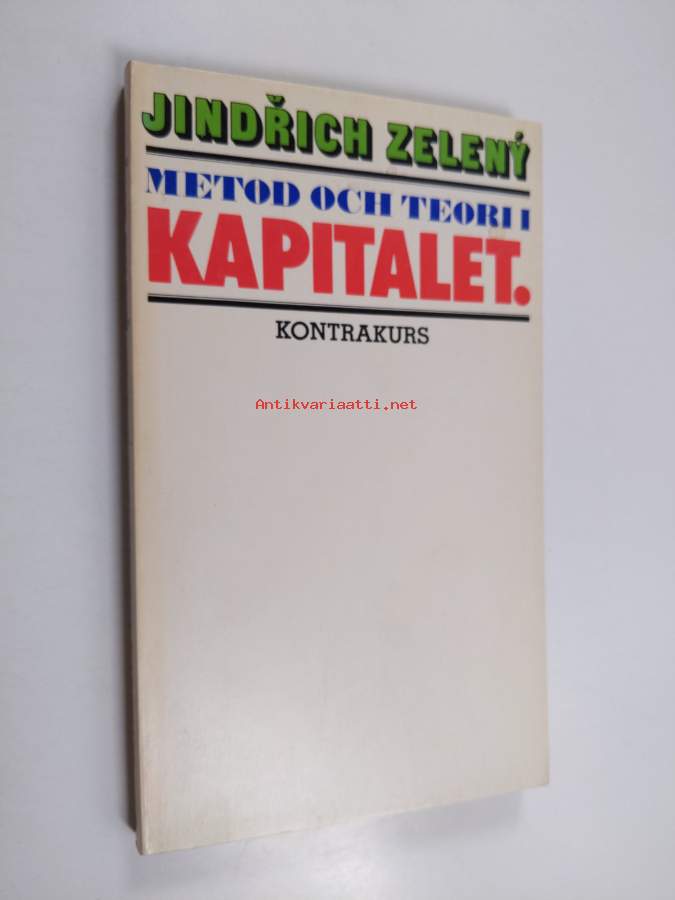 JINDŘICH ZELENÝ
METOD OCH TEORI I
KAPITALET.
KONTRAKURS
Antikvariaatti.net